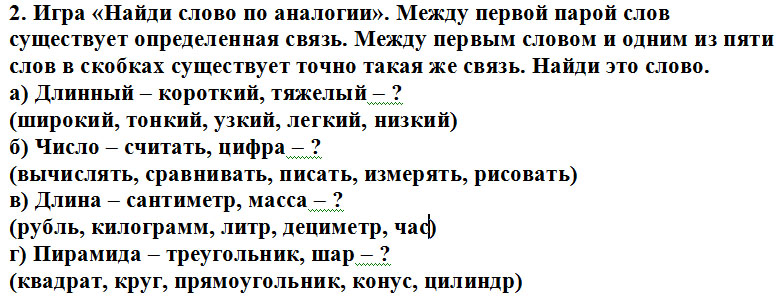 2. Игра «Найди слово по аналогии». Между первой парой слов
существует определенная связь. Между первым словом и одним из пяти
слов в скобках существует точно такая же связь. Найди это слово.
а) Длинный – короткий, тяжелый – ?
(широкий, тонкий, узкий, легкий, низкий)
б) Число – считать, цифра – ?
(вычислять, сравнивать, писать, измерять, рисовать)
в) Длина – сантиметр, масса – ?
(рубль, килограмм, литр, дециметр, час)
г) Пирамида – треугольник, шар – ?
(квадрат, круг, прямоугольник, конус, цилиндр)